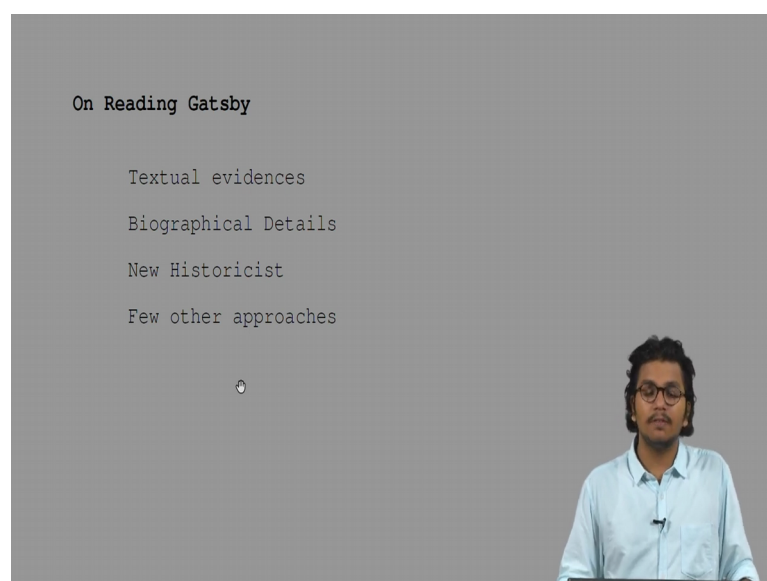 On Reading Gatsby
Textual evidences
Biographical Details
New Historicist
Few other approaches